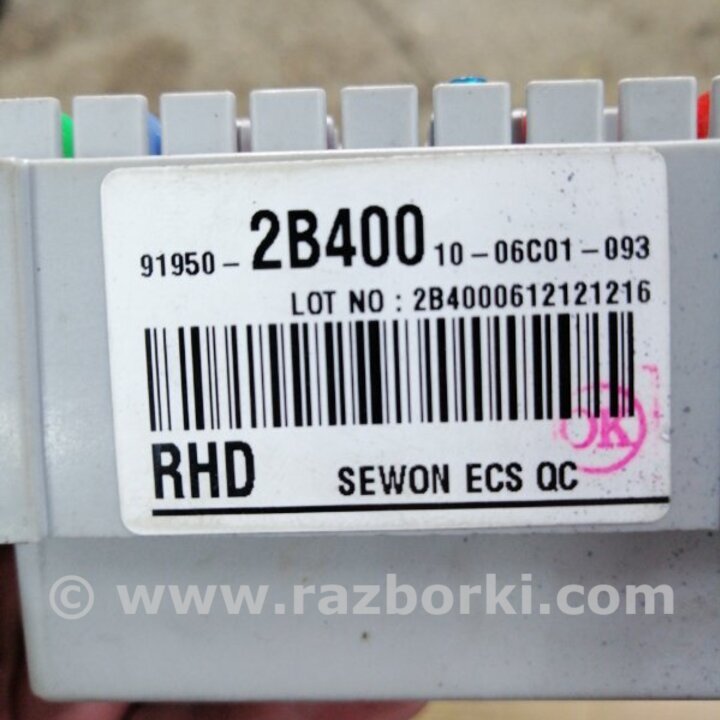 91950-2B400 10-06C01-093
LOT NO : 2B4000612121216
OK
RHD SEWON ECS QC
© www.razborki.com